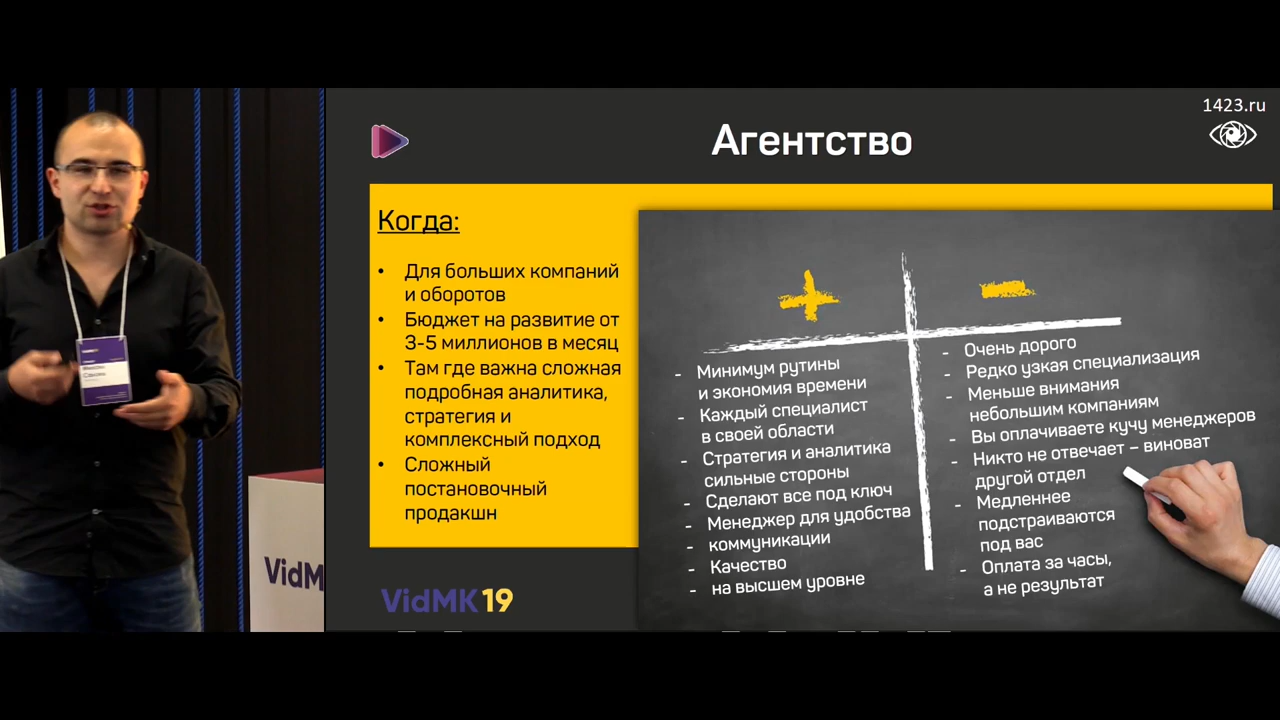 1423.ru
Агентство
Когда:
• Для больших компаний
и оборотов
• Бюджет на развитие от
3-5 миллионов в месяц
• Там где важна сложная
подробная аналитика,
стратегия и
комплексный подход
• Сложный
постановочный
продакшн
- Минимум рутины
и экономия времени
- Каждый специалист
в своей области
- Стратегия и аналитика
сильные стороны
- Сделают все под ключ
- Менеджер для удобства
- коммуникации
- Качество
- на высшем уровне
- Очень дорого
- Редко узкая специализация
- Меньше внимания
небольшим компаниям
- Вы оплачиваете кучу менеджеров
- Никто не отвечает – виноват
другой отдел
- Медленнее
подстраиваются
под вас
- Оплата за часы,
а не результат
VidMK19
VidM